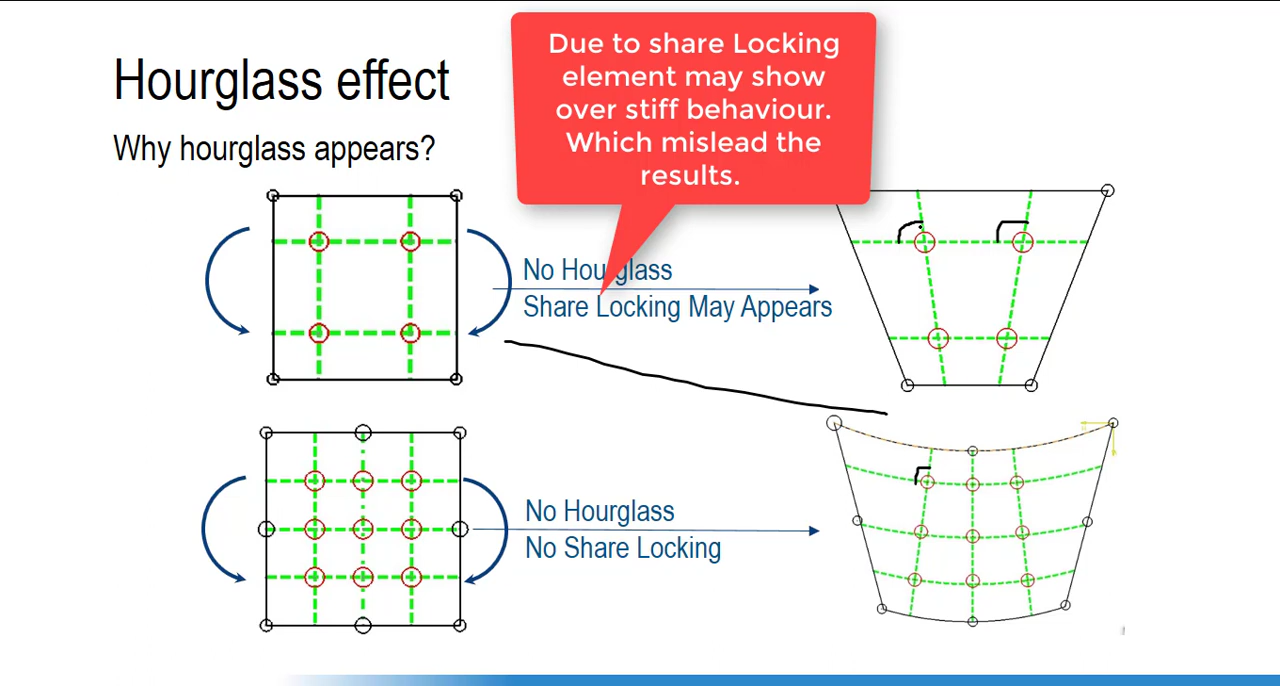 Hourglass effect
Why hourglass appears?
Due to share Locking
element may show
over stiff behaviour.
Which mislead the
results.
No Hourglass
Share Locking May Appears
No Hourglass
No Share Locking